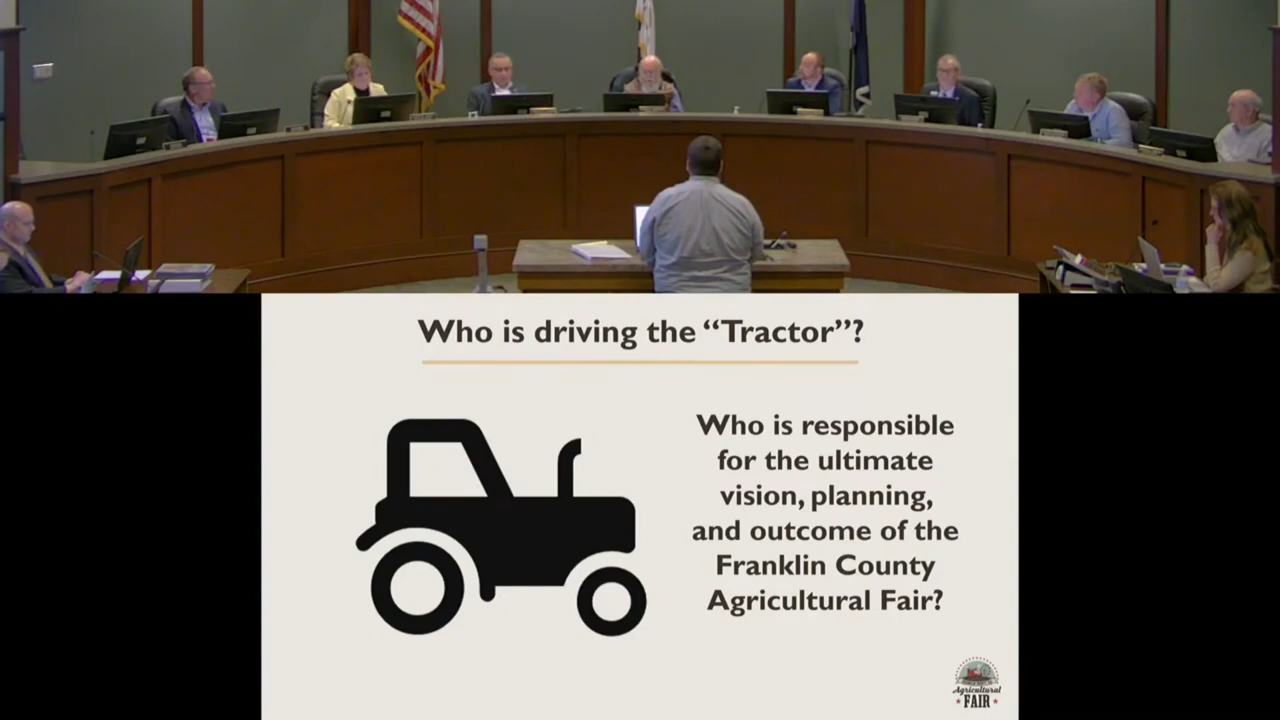 Who is driving the “Tractor”?
Who is responsible
for the ultimate
vision, planning,
and outcome of the
Franklin County
Agricultural Fair?
Agricultural
FAIR